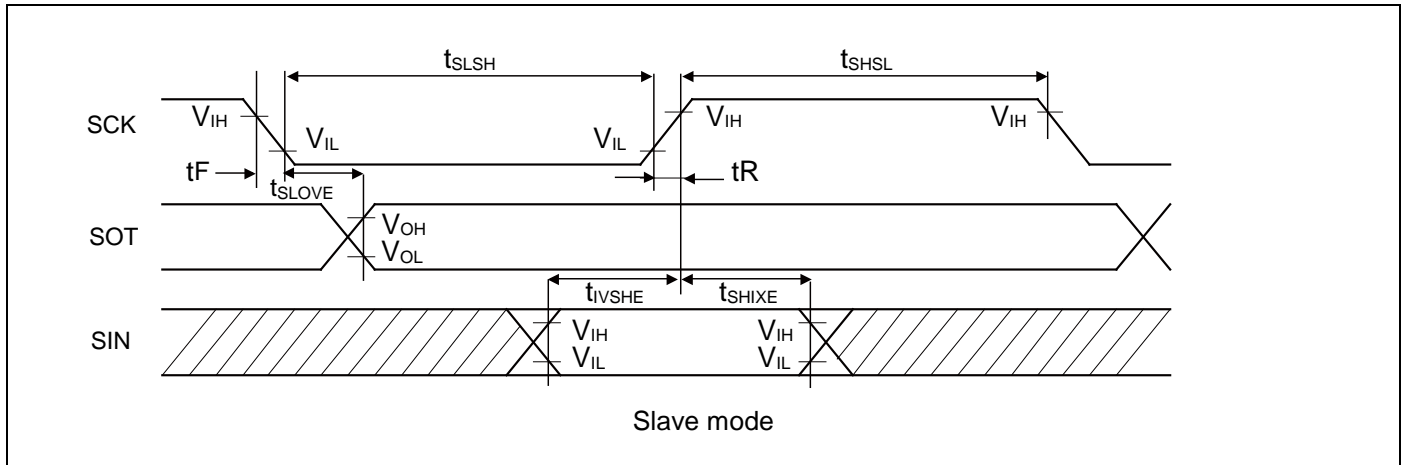 tSLSH tSHSL
SCK VIH VIL VIL VIH VIH
tF tSLOVE tR
SOT VOH
VOL
tIVSHE tSHIXE
SIN VIH VIH
VIL VIL
Slave mode